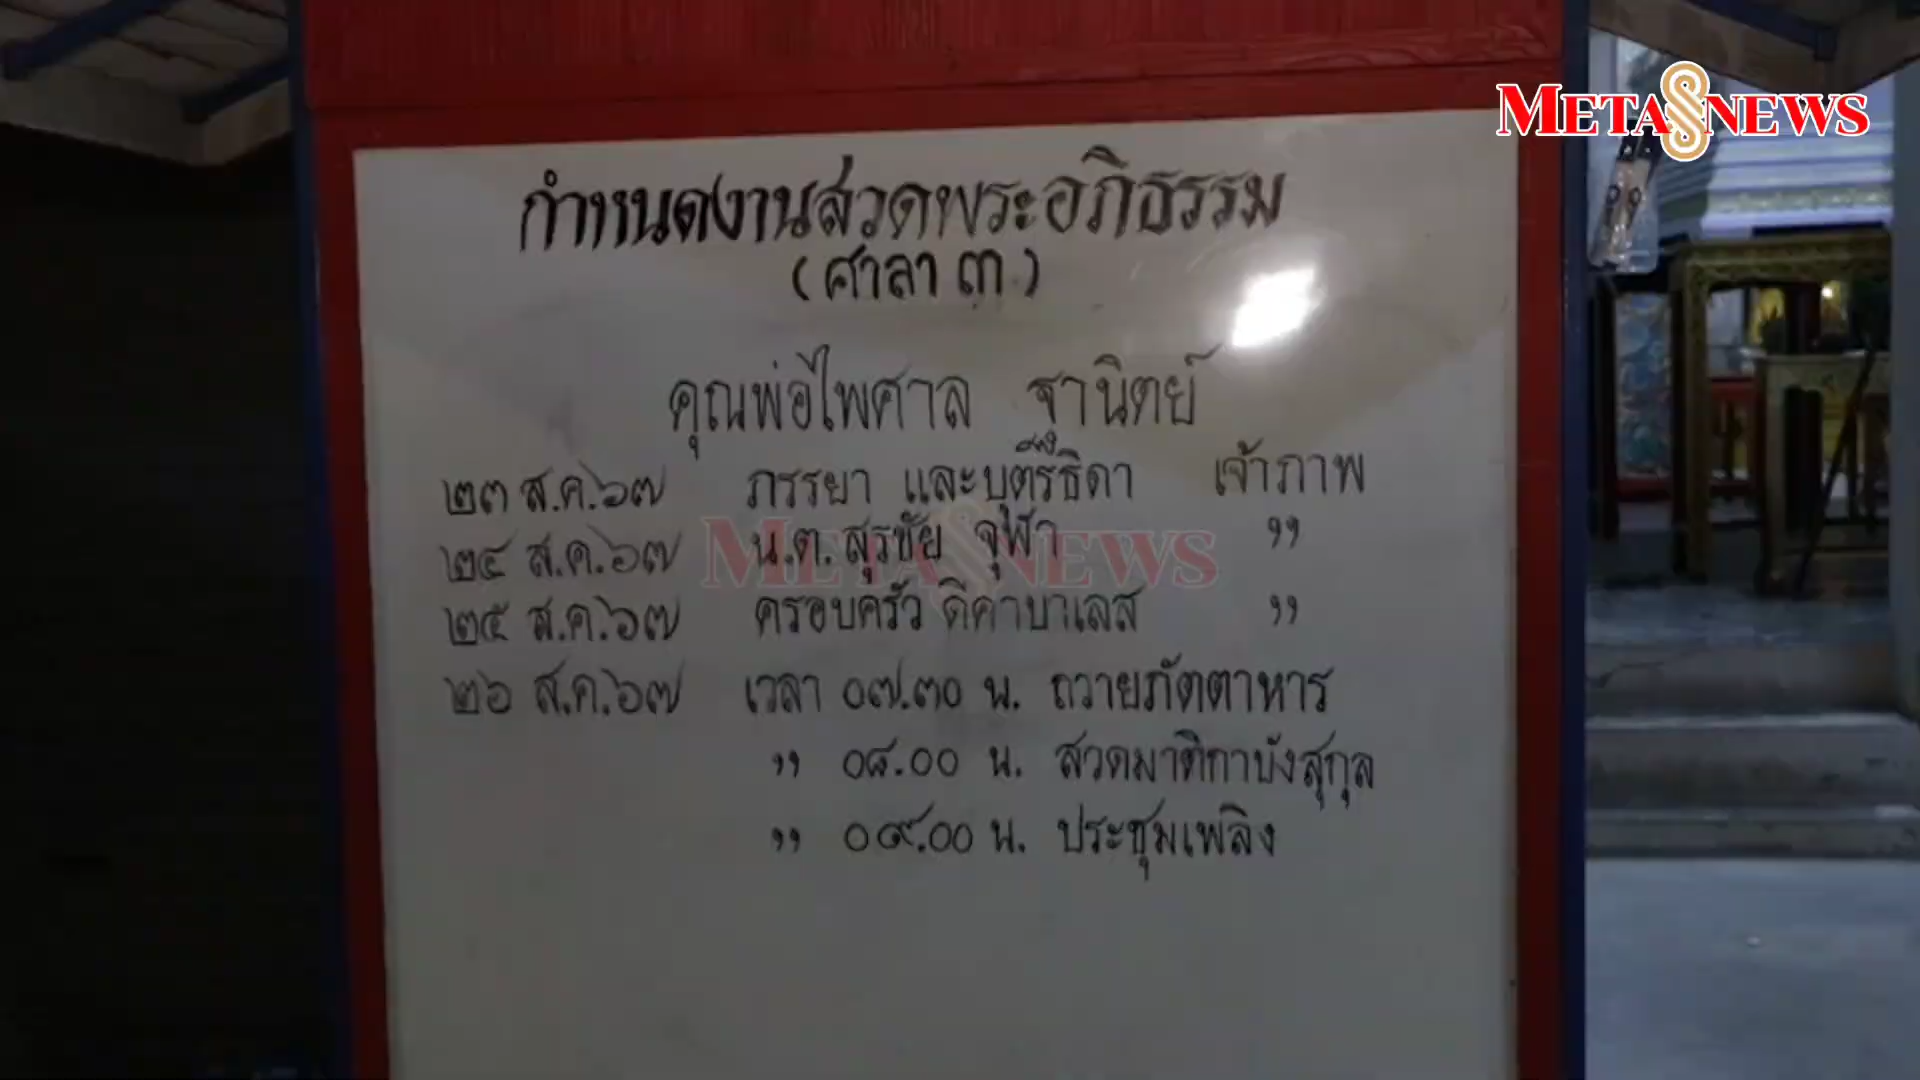 METANEWS
กำหนดงานสวดพระอภิธรรม
(ศาลา ๓)
คุณพ่อไพศาล ฐานิตย์
๒๓ ส.ค.๖๗ ภรรยา และบุตรธิดา เจ้าภาพ
๒๔ ส.ค.๖๗ น.ต. สุรชัย จุฬา "
METANEWS
๒๕ ส.ค.๖๗ ครอบครัว ดีคาบาเลส "
๒๖ ส.ค.๖๗ เวลา ๐๗.๓๐ น. ถวายภัตตาหาร
" ๐๘.๐๐ น. สวดมาติกาบังสุกุล
" ๐๙.๐๐ น. ประชุมเพลิง